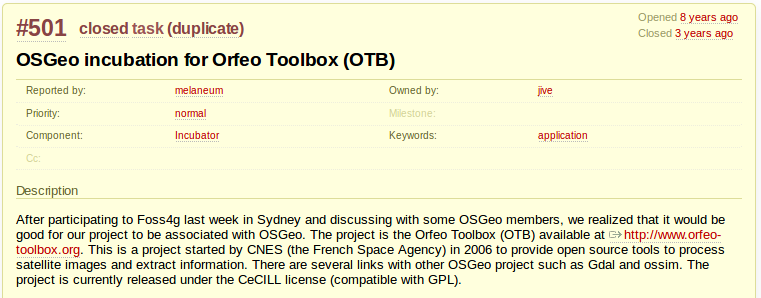 #501 closed task (duplicate)
Opened 8 years ago
Closed 3 years ago
OSGeo incubation for Orfeo Toolbox (OTB)
Reported by: melaneum Owned by: jive
Priority: normal Milestone:
Component: Incubator Keywords: application
Cc:
Description
After participating to Foss4g last week in Sydney and discussing with some OSGeo members, we realized that it would be
good for our project to be associated with OSGeo. The project is the Orfeo Toolbox (OTB) available at http://www.orfeo-
toolbox.org. This is a project started by CNES (the French Space Agency) in 2006 to provide open source tools to process
satellite images and extract information. There are several links with other OSGeo project such as Gdal and ossim. The
project is currently released under the CeCILL license (compatible with GPL).